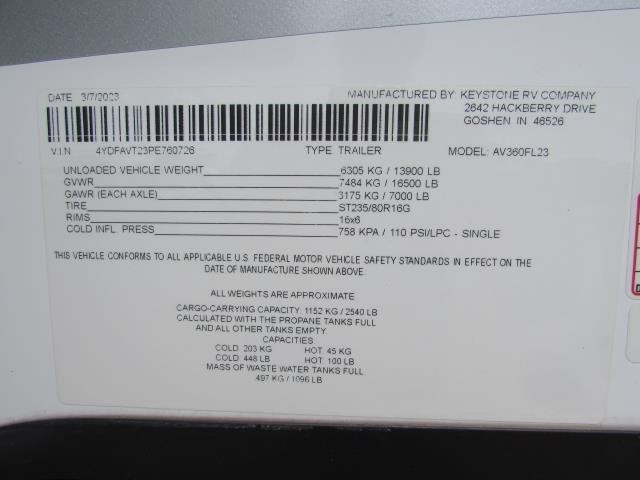 DATE 3/7/2023 MANUFACTURED BY: KEYSTONE RV COMPANY
2642 HACKBERRY DRIVE
GOSHEN IN 46526
V.I.N 4YDFAVT23PE760726 TYPE: TRAILER MODEL: AV360FL23
UNLOADED VEHICLE WEIGHT 6305 KG / 13900 LB
GVWR 7484 KG / 16500 LB
GAWR (EACH AXLE) 3175 KG / 7000 LB
TIRE ST235/80R16G
RIMS 16x6
COLD INFL. PRESS 758 KPA / 110 PSI/LPC - SINGLE
THIS VEHICLE CONFORMS TO ALL APPLICABLE U.S. FEDERAL MOTOR VEHICLE SAFETY STANDARDS IN EFFECT ON THE
DATE OF MANUFACTURE SHOWN ABOVE.
ALL WEIGHTS ARE APPROXIMATE
CARGO-CARRYING CAPACITY: 1152 KG / 2540 LB
CALCULATED WITH THE PROPANE TANKS FULL
AND ALL OTHER TANKS EMPTY.
CAPACITIES:
COLD: 203 KG HOT: 45 KG
COLD: 448 LB HOT: 100 LB
MASS OF WASTE WATER TANKS FULL
497 KG / 1096 LB